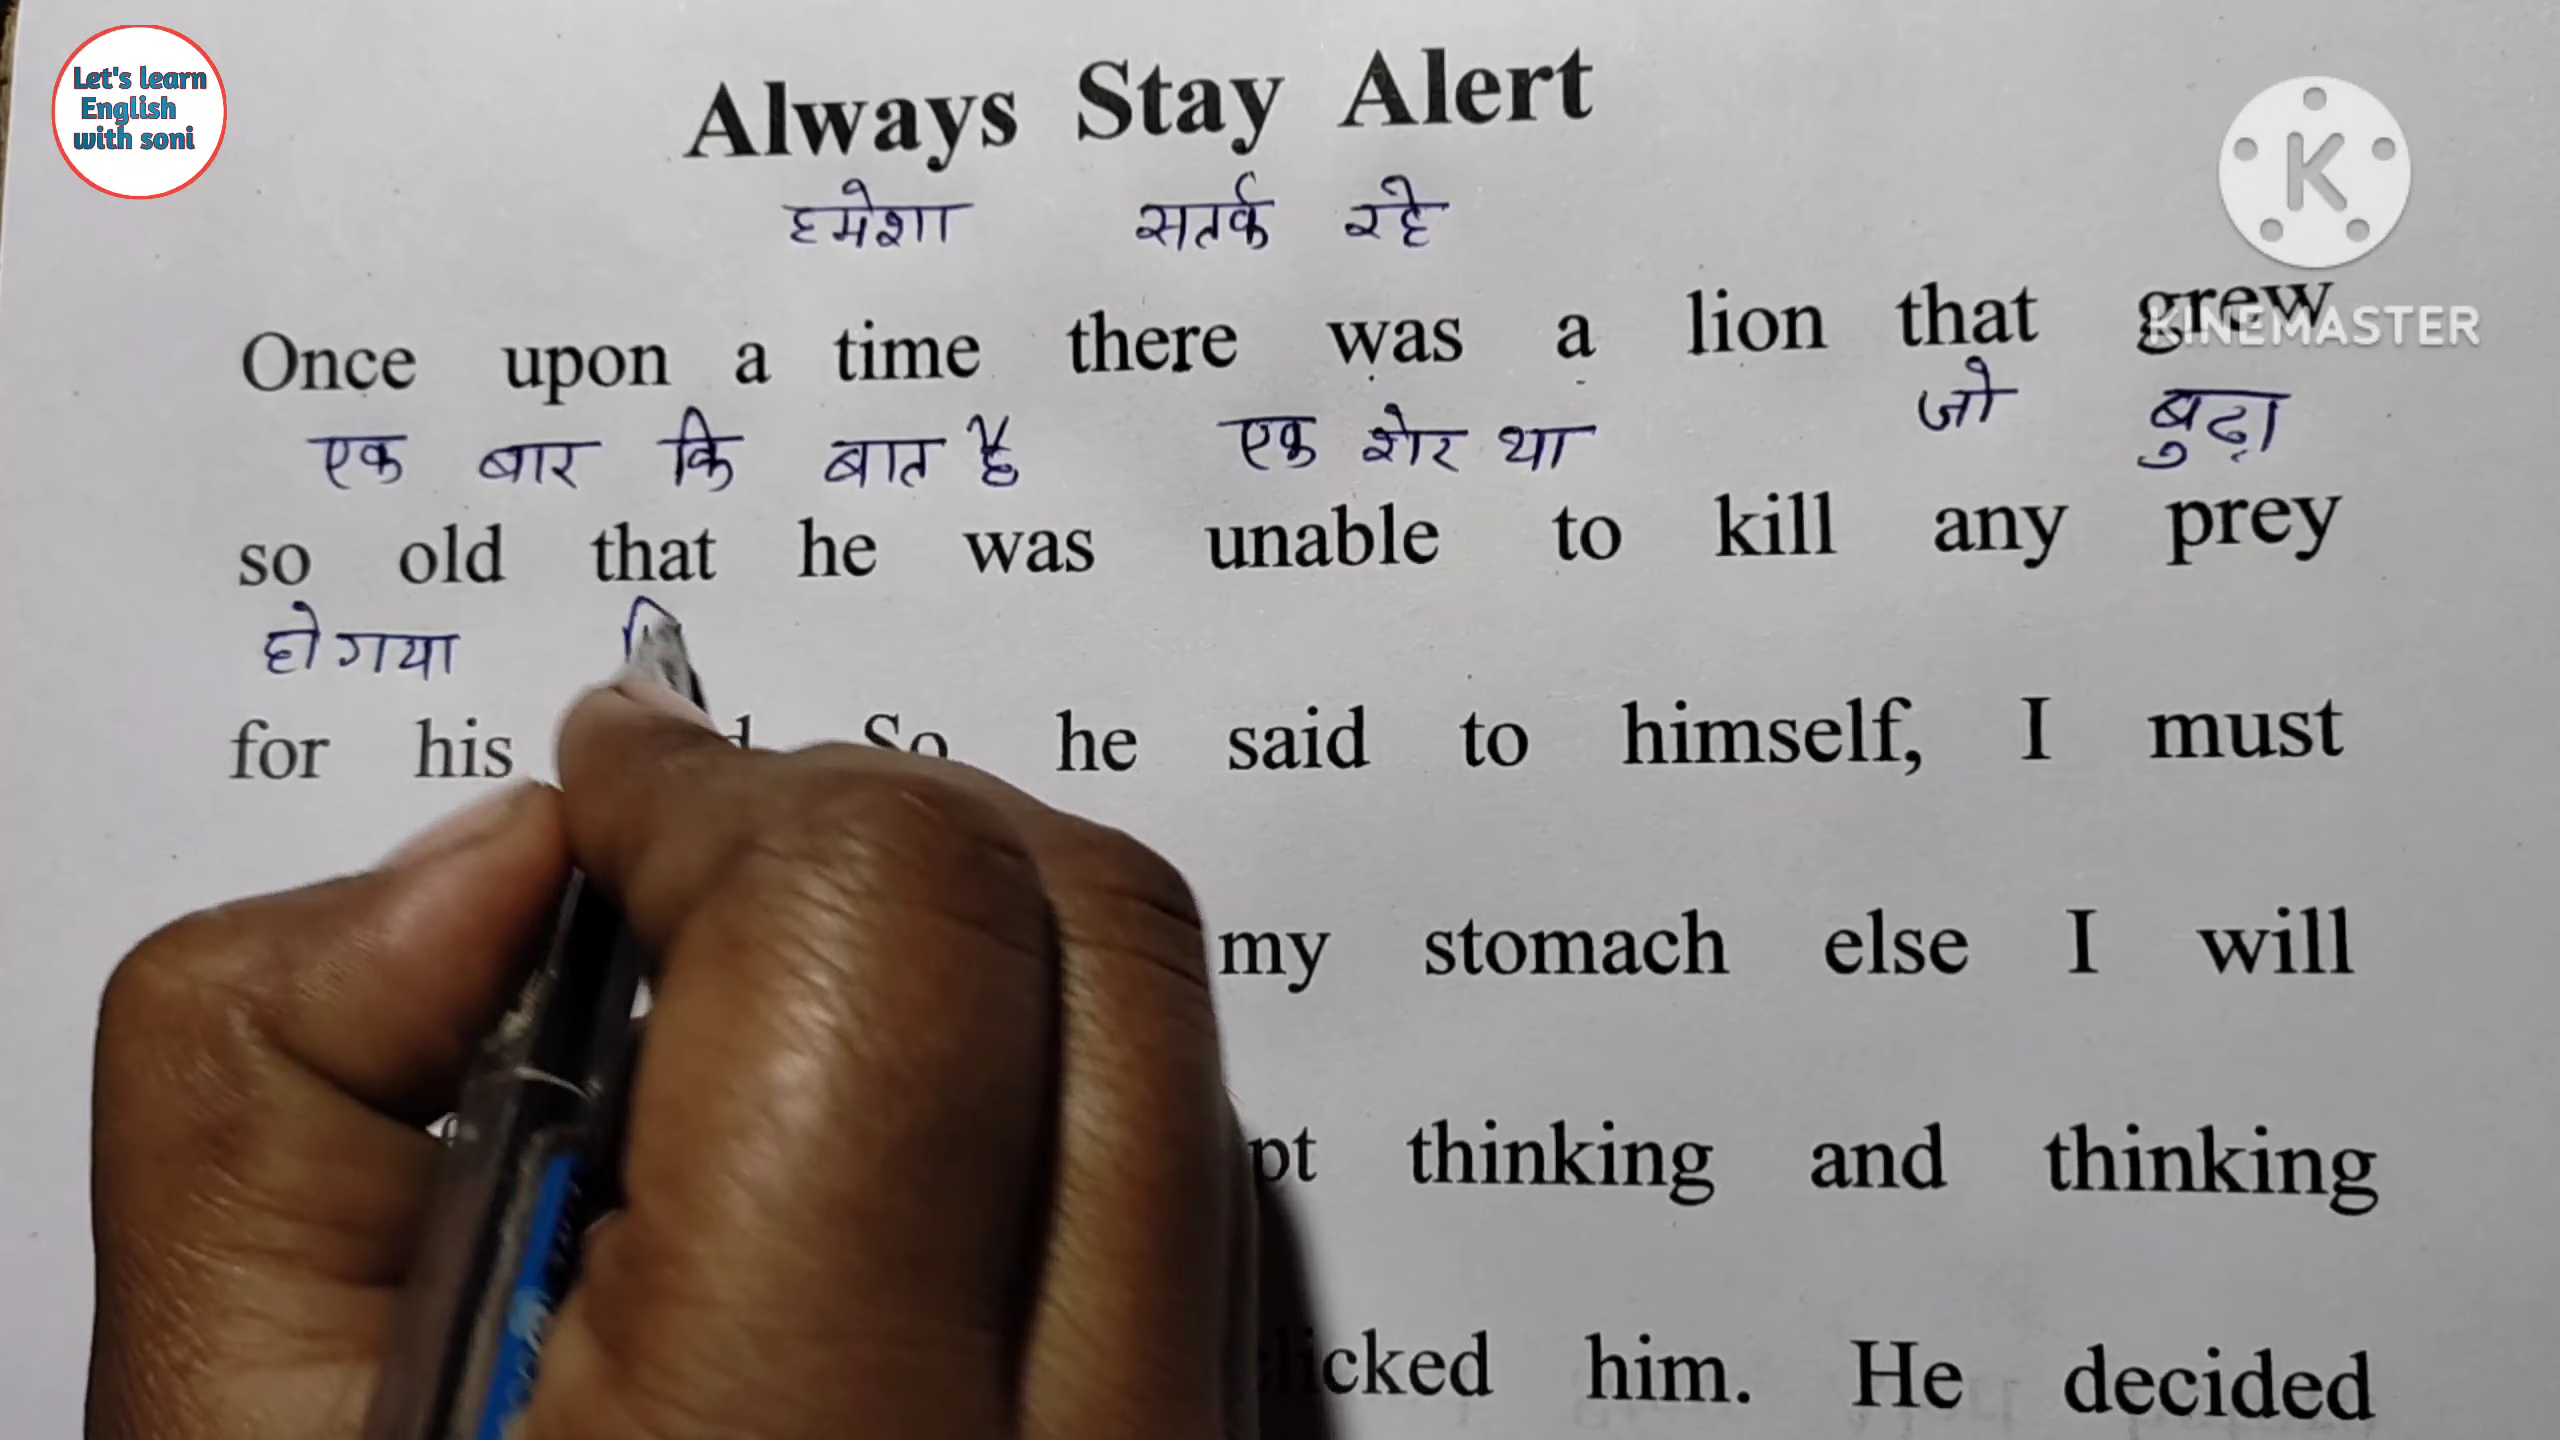 Let's learn
English
with soni
Always Stay Alert
हमेशा सतर्क रहे
Once upon a time there was a lion that grew
KINEMASTER
एक बार कि बात है एक शेर था जो बुढ़ा
so old that he was unable to kill any prey
हो गया
for his So he said to himself, I must
my stomach else I will
thinking and thinking
him. He decided